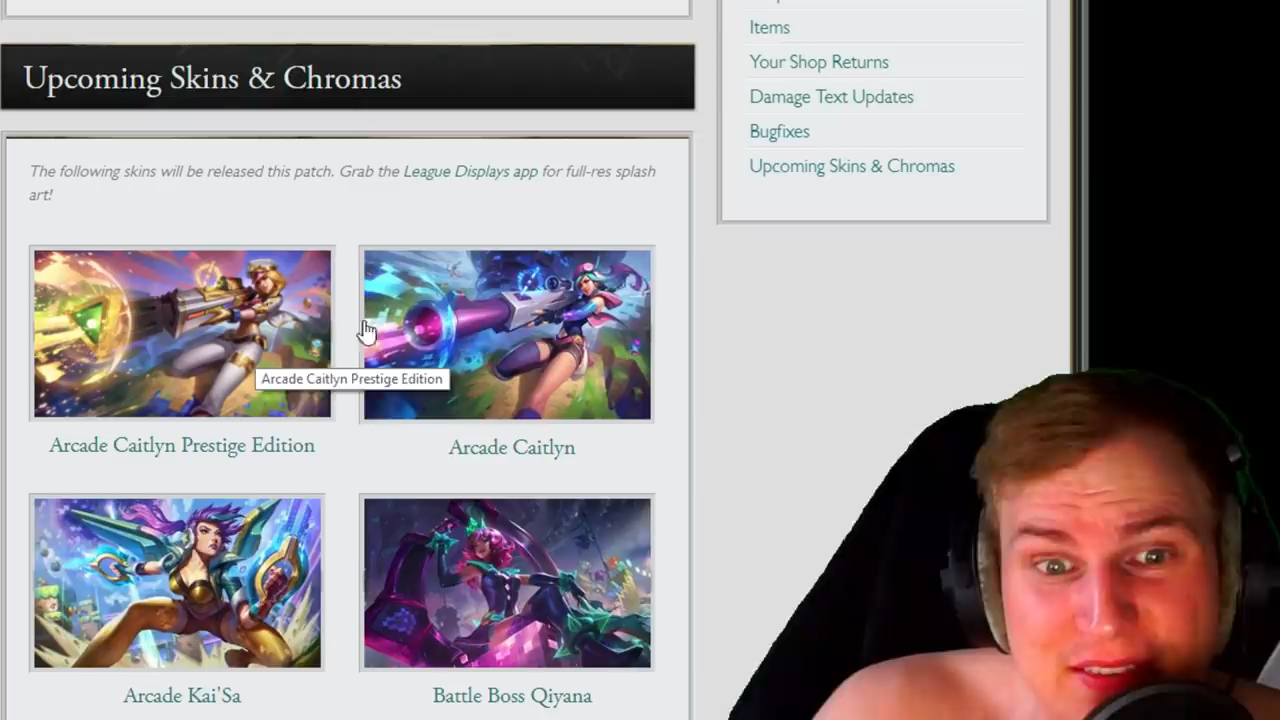 Upcoming Skins & Chromas
The following skins will be released this patch. Grab the League Displays app for full-res splash
art!
Arcade Caitlyn Prestige Edition
Arcade Caitlyn Prestige Edition
Arcade Caitlyn
Arcade Kai'Sa
Battle Boss Qiyana
Items
Your Shop Returns
Damage Text Updates
Bugfixes
Upcoming Skins & Chromas